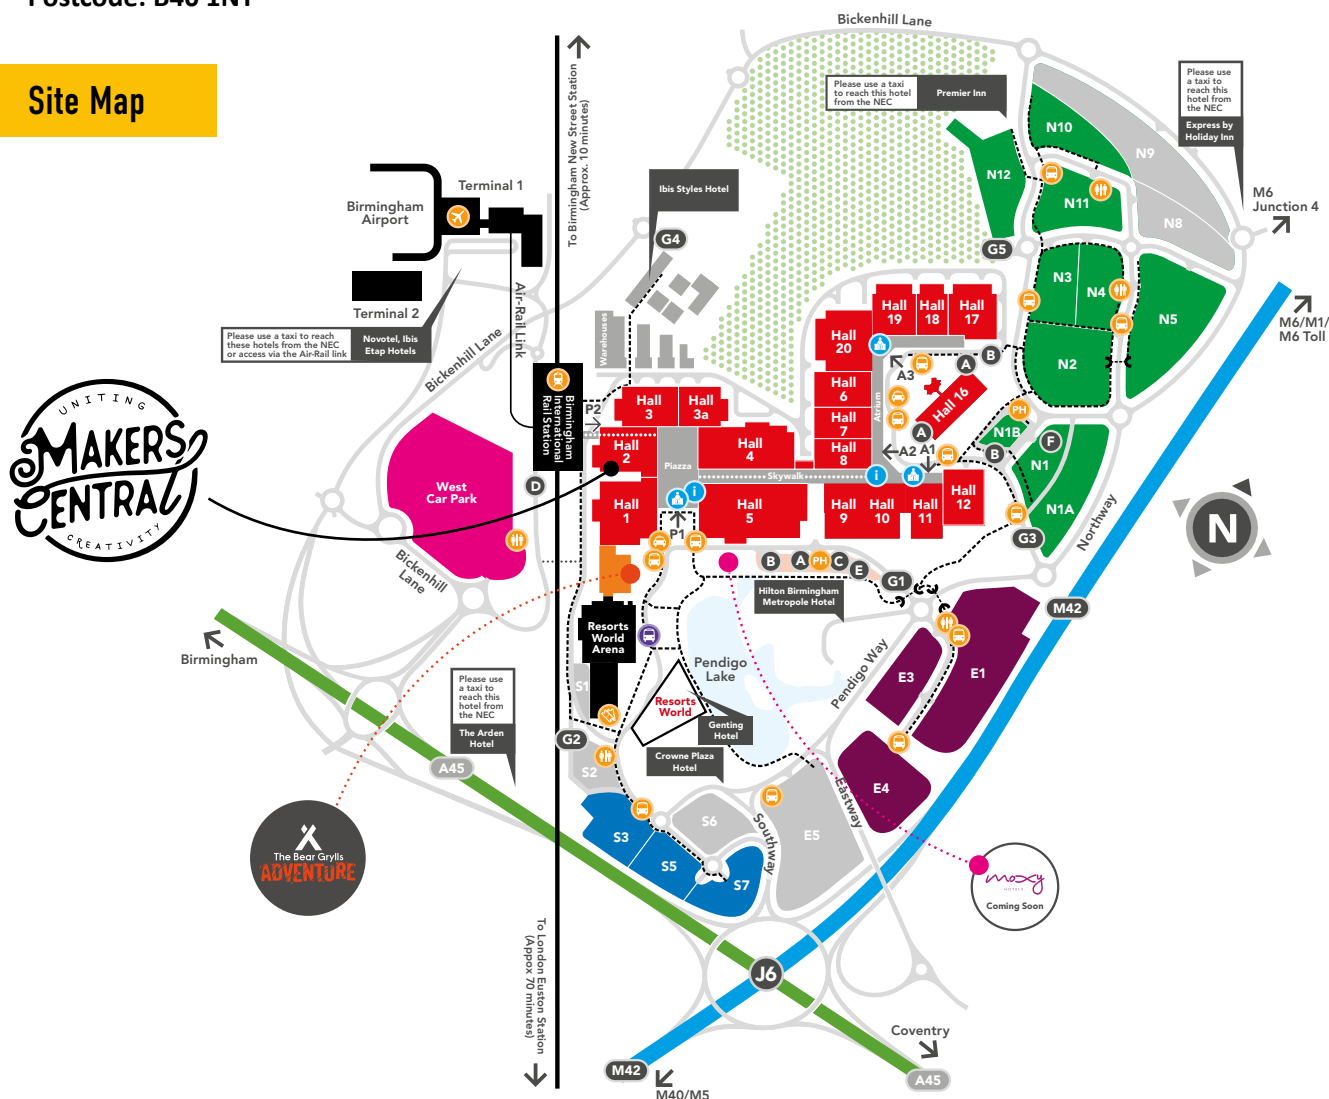 Postcode: B40 1NT
Site Map
To Birmingham New Street Station
(Approx. 10 minutes)
Bickenhill Lane
Please use a taxi
to reach this hotel
from the NEC
Premier Inn
Please use
a taxi to
reach this
hotel from
the NEC
Express by
Holiday Inn
M6
Junction 4
M6/M1/
M6 Toll
N10
N9
N12
N11
N8
G5
N3
N4
N5
N2
Terminal 1
Birmingham
Airport
Terminal 2
Air-Rail Link
Please use a taxi to reach
these hotels from the NEC
or access via the Air-Rail link
Novotel, Ibis
Etap Hotels
Bickenhill Lane
Ibis Styles Hotel
G4
Warehouses
Birmingham
International
Rail Station
P2
Hall
3
Hall
3a
Hall
2
Hall
1
Piazza
Hall
4
Hall
5
Skywalk
P1
Hall
20
Hall
19
Hall
18
Hall
17
Hall
6
Hall
7
Hall
8
Atrium
A3
A
B
Hall 16
A
A2
A1
Hall
9
Hall
10
Hall
11
Hall
12
i
i
PH
N1B
B
F
N1
N1A
G3
Northway
N
UNITING
MAKERS
CENTRAL
CREATIVITY
West
Car Park
D
Bickenhill
Lane
Birmingham
A45
Please use
a taxi to
reach this
hotel from
the NEC
The Arden
Hotel
Resorts
World
Arena
S1
G2
S2
Resorts
World
Pendigo
Lake
Genting
Hotel
Crowne Plaza
Hotel
B
A
PH
C
E
G1
Hilton Birmingham
Metropole Hotel
M42
Pendigo Way
E3
E1
E4
Eastway
E5
Southway
S6
S3
S5
S7
The Bear Grylls
ADVENTURE
moxy
HOTELS
Coming Soon
To London Euston Station
(Appox 70 minutes)
J6
M42
M40/M5
Coventry
A45